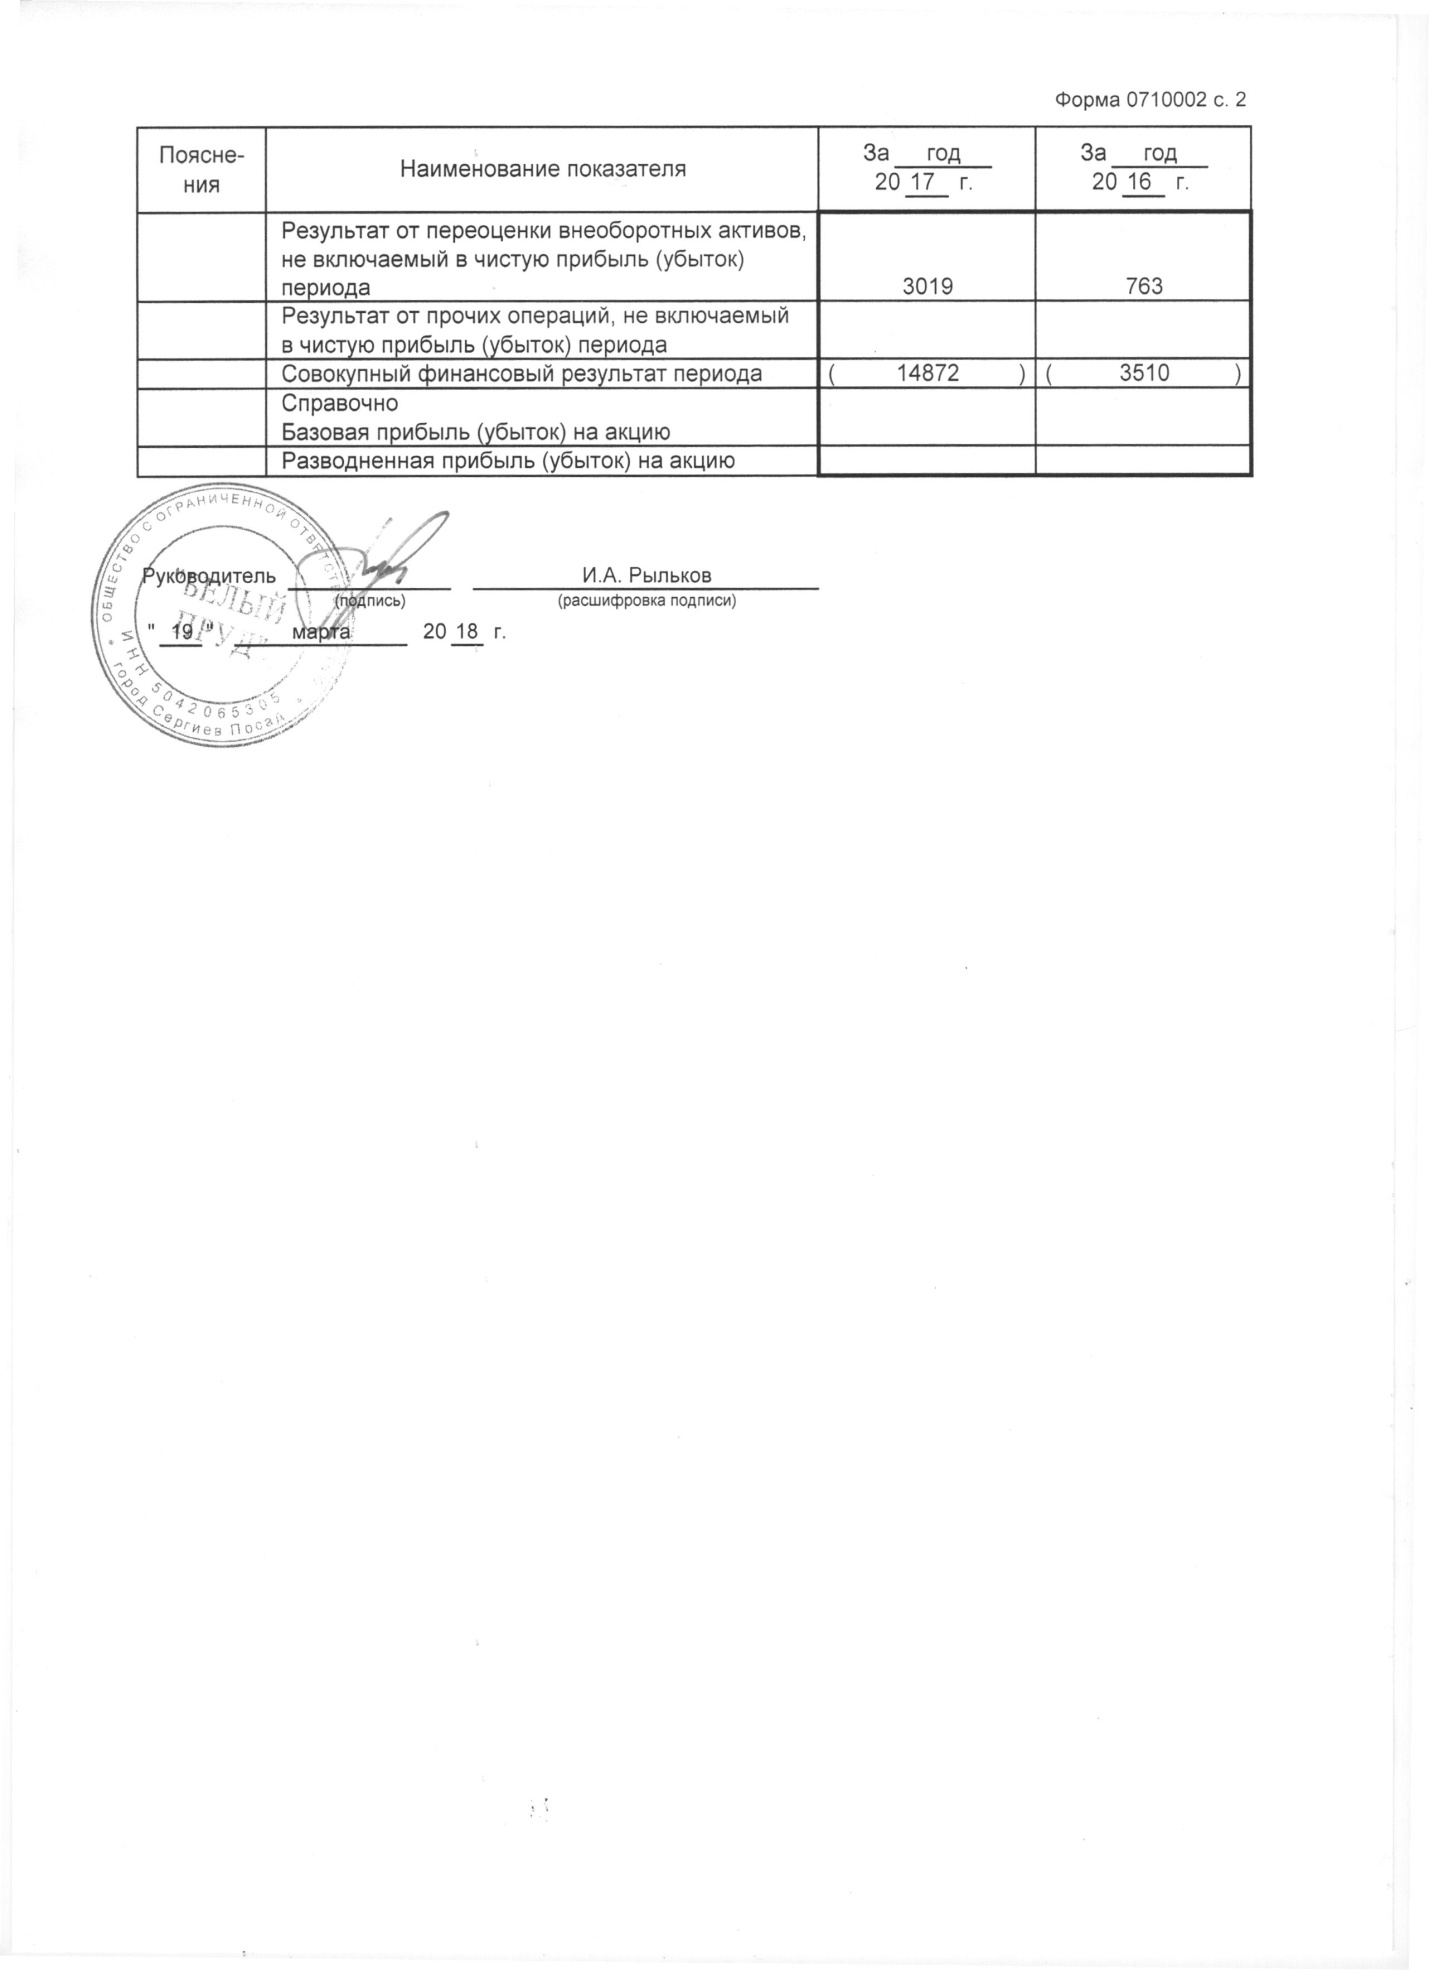 Форма 0710002 с. 2
Поясне-
ния
Наименование показателя
За год
20 17 г.
За год
20 16 г.
Результат от переоценки внеоборотных активов,
не включаемый в чистую прибыль (убыток)
периода 3019 763
Результат от прочих операций, не включаемый
в чистую прибыль (убыток) периода
Совокупный финансовый результат периода ( 14872 ) ( 3510 )
Справочно
Базовая прибыль (убыток) на акцию
Разводненная прибыль (убыток) на акцию
Руководитель И.А. Рыльков
(подпись) (расшифровка подписи)
" 19 " марта 20 18 г.
ОБЩЕСТВО С ОГРАНИЧЕННОЙ
"БЕЛЫЙ
ПРУД"
ИНН 5042065305
город Сергиев Посад